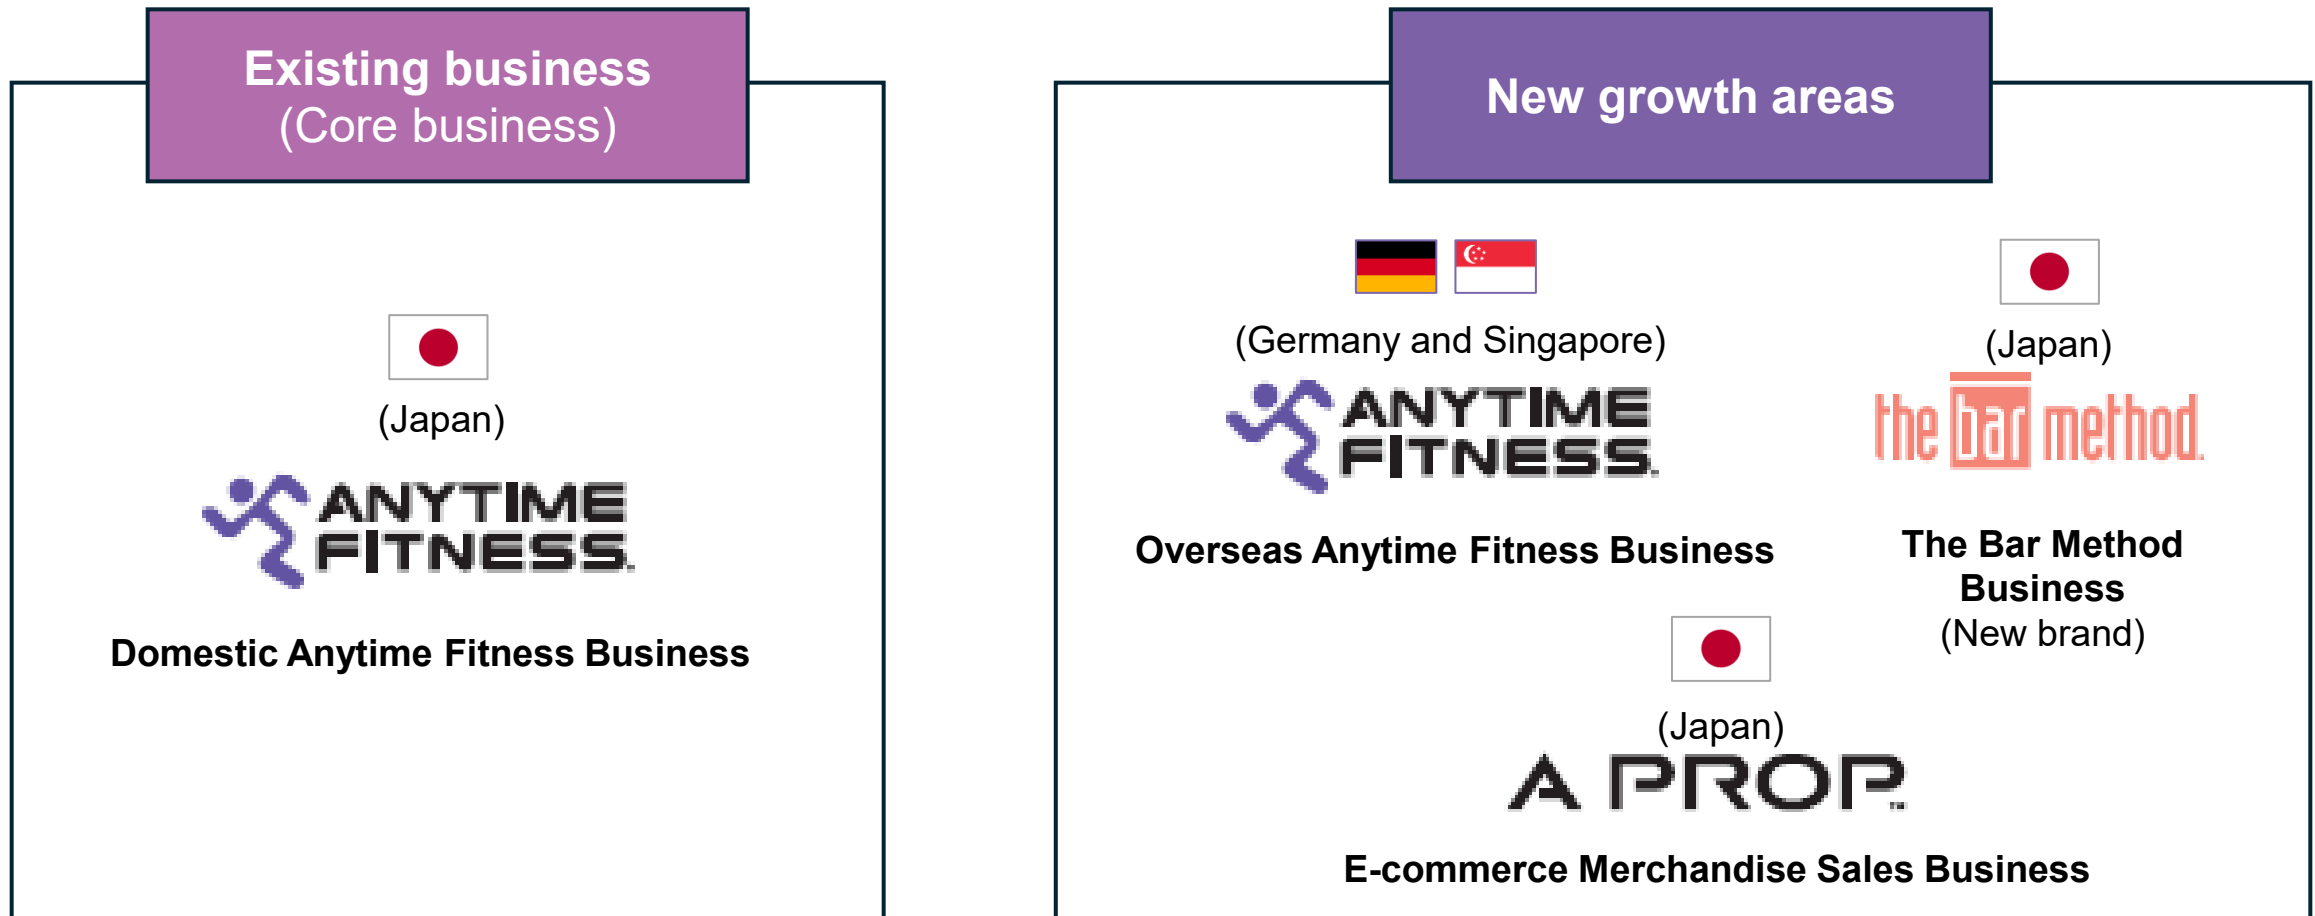 Existing business
(Core business)
(Japan)
ANYTIME
FITNESS.
Domestic Anytime Fitness Business
New growth areas
(Germany and Singapore)
ANYTIME
FITNESS.
Overseas Anytime Fitness Business
(Japan)
the bar method.
The Bar Method
Business
(New brand)
(Japan)
A PROP™
E-commerce Merchandise Sales Business